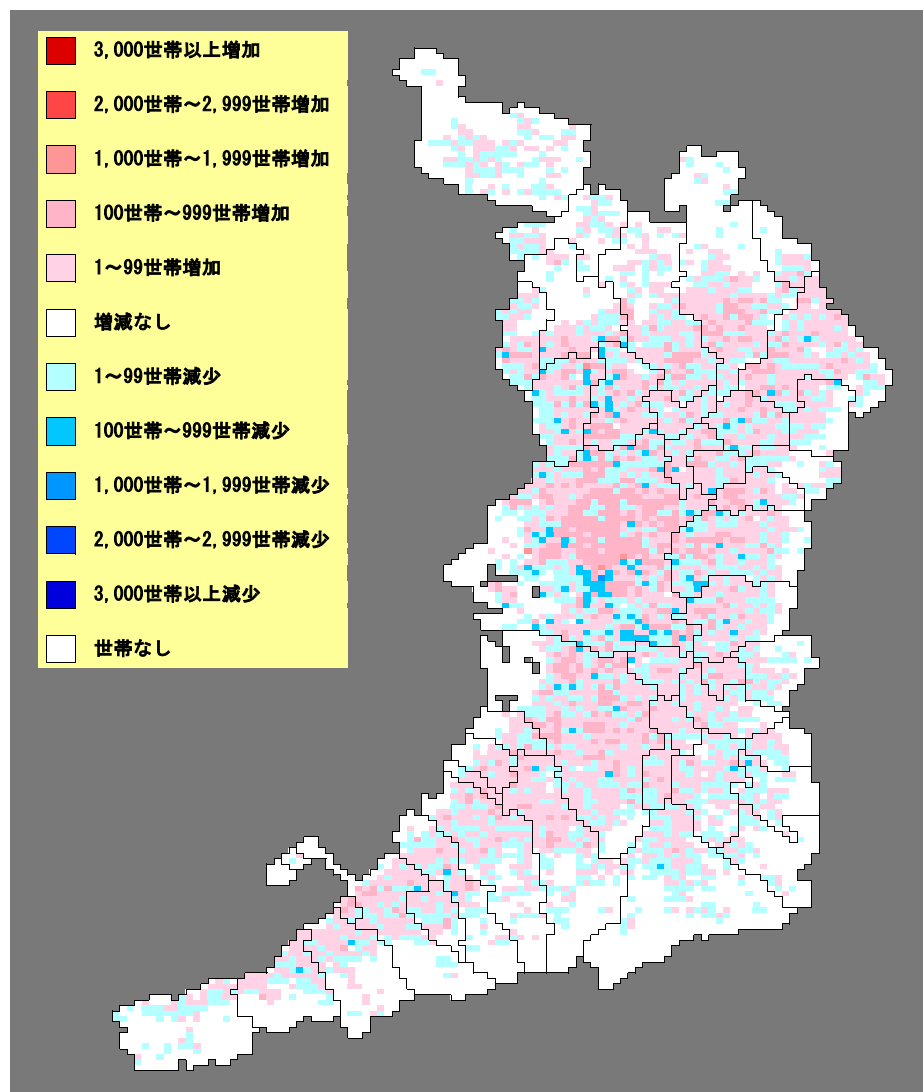 3,000世帯以上増加
2,000世帯～2,999世帯増加
1,000世帯～1,999世帯増加
100世帯～999世帯増加
1～99世帯増加
増減なし
1～99世帯減少
100世帯～999世帯減少
1,000世帯～1,999世帯減少
2,000世帯～2,999世帯減少
3,000世帯以上減少
世帯なし